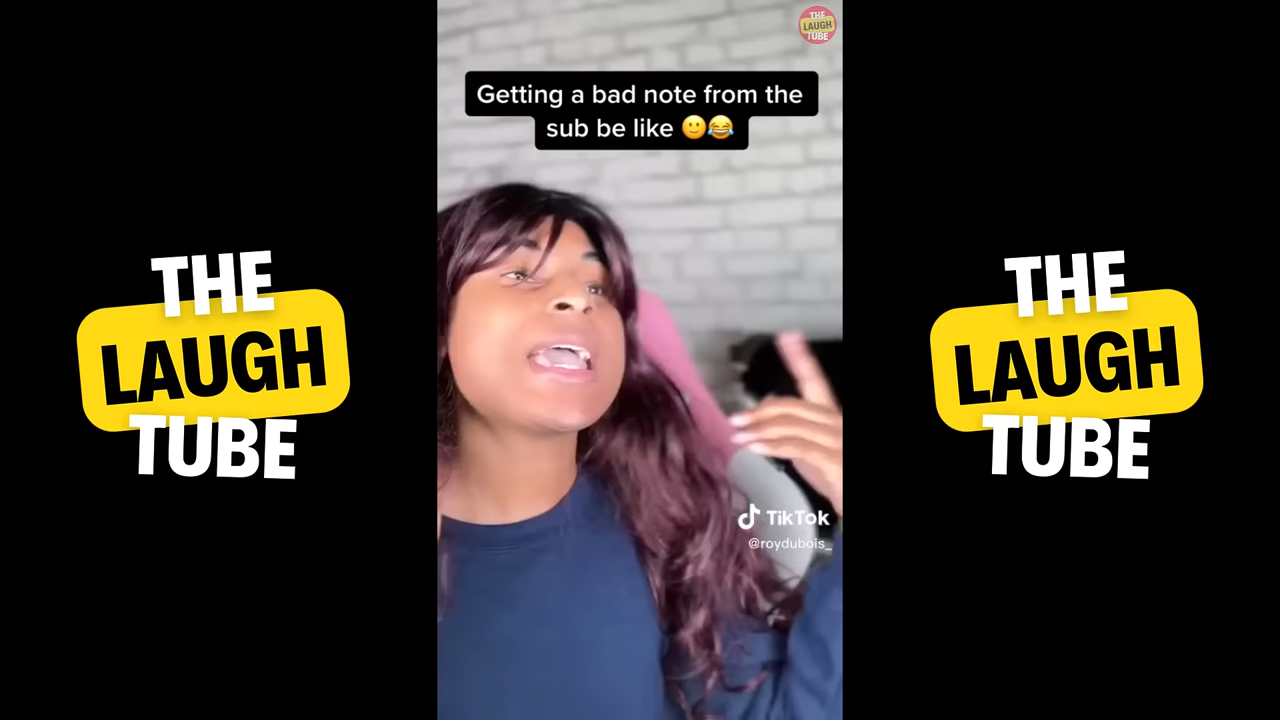 THE
LAUGH
TUBE
Getting a bad note from the
sub be like 🙂😂
THE
LAUGH
TUBE
THE
LAUGH
TUBE
TikTok
@roydubois_